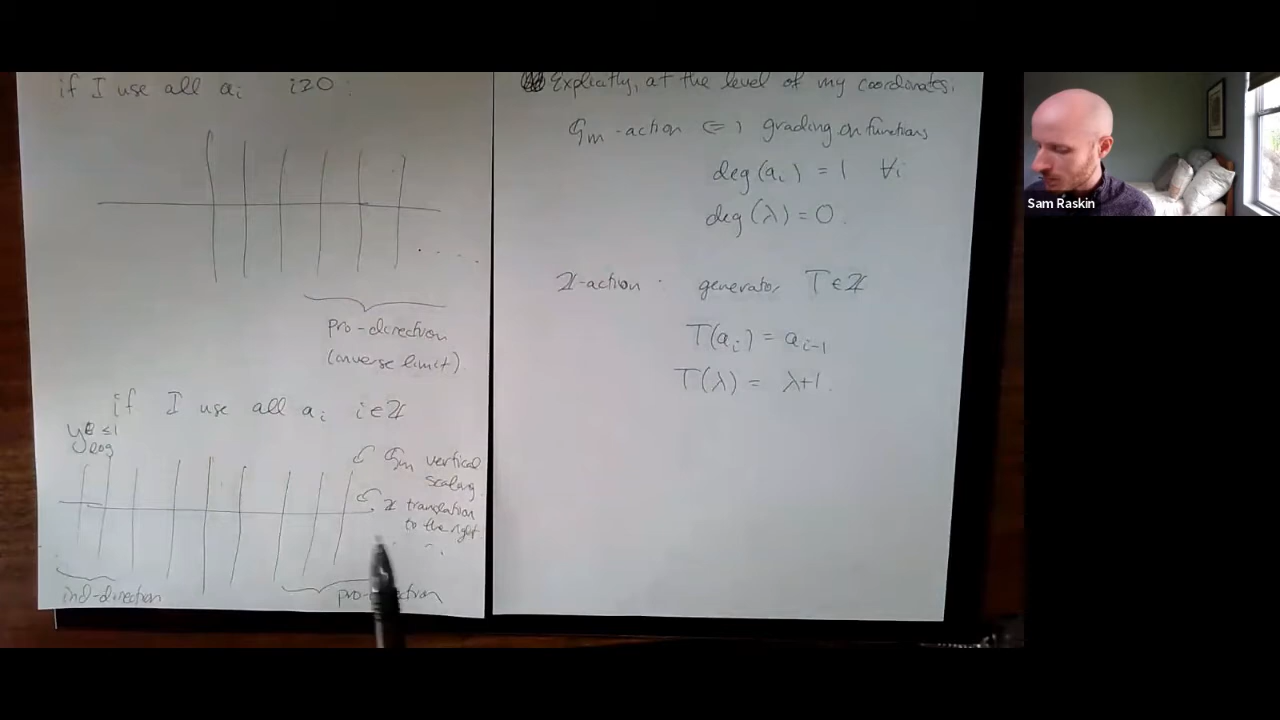 if I use all a_i i≥0 :
pro-direction
(inverse limit)
if I use all a_i i∈ℤ
y^{≤1}_{log}
𝔾_m vertical
scaling
ℤ translation
to the right
ind-direction
pro-direction
Explicitly, at the level of my coordinates,
𝔾_m-action ⇔ grading on functions
deg(a_i) = 1 ∀i
deg(λ) = 0.
ℤ-action : generator T∈ℤ
T(a_i) = a_{i-1}
T(λ) = λ+1.
Sam Raskin